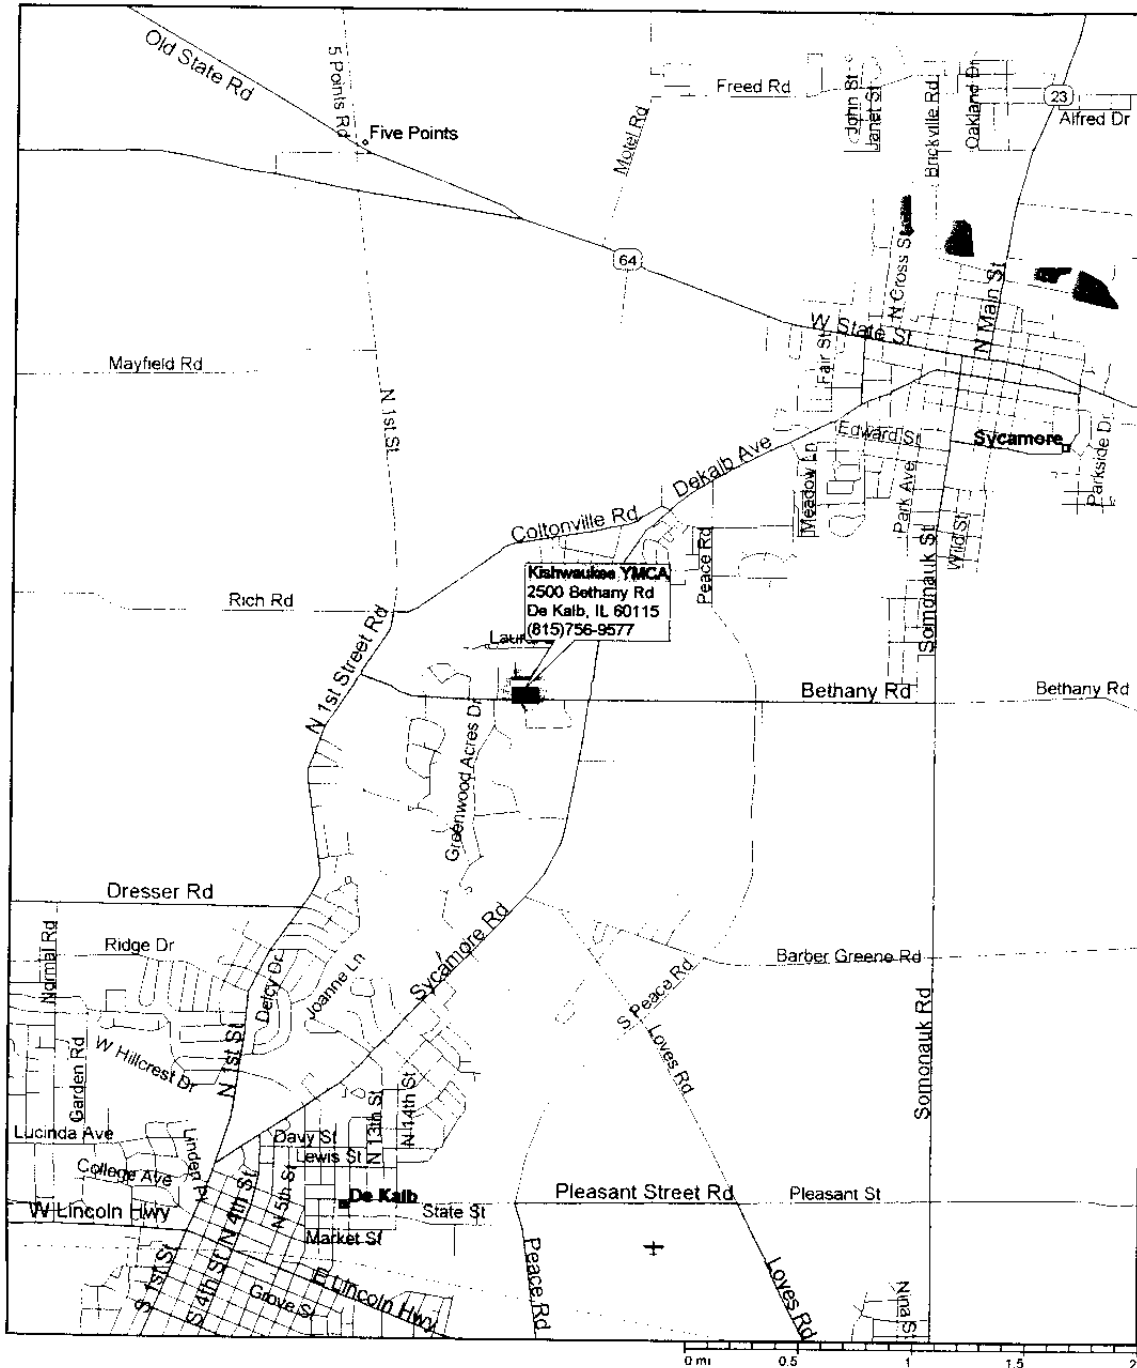 Old State Rd
5 Points Rd
Five Points
Motel Rd
Freed Rd
John St
Janet St
Brickville Rd
Oakland Dr
23
Alfred Dr
64
N Cross St
N Main St
W State St
Fair St
Mayfield Rd
N 1st St
Dekalb Ave
Edward St
Sycamore
Parkside Dr
Meadow Ln
Park Ave
Wild St
Coltonville Rd
Peace Rd
Somonauk St
Kishwaukee YMCA
2500 Bethany Rd
De Kalb, IL 60115
(815)756-9577
Rich Rd
N 1st Street Rd
Bethany Rd
Bethany Rd
Greenwood Acres Dr
Dresser Rd
Sycamore Rd
Ridge Dr
Normal Rd
Delcy Dr
Joanne Ln
Barber Greene Rd
S Peace Rd
Loves Rd
Somonauk Rd
W Hillcrest Dr
Garden Rd
N 1st St
N 13th St
N 14th St
Lucinda Ave
Linden Pl
Davy St
Lewis St
College Ave
N 4th St
N 5th St
De Kalb
State St
Pleasant Street Rd
Pleasant St
W Lincoln Hwy
Market St
S 1st St
S 4th St
Grove St
E Lincoln Hwy
Peace Rd
Loves Rd
Nina St
0 mi 0.5 1 1.5 2